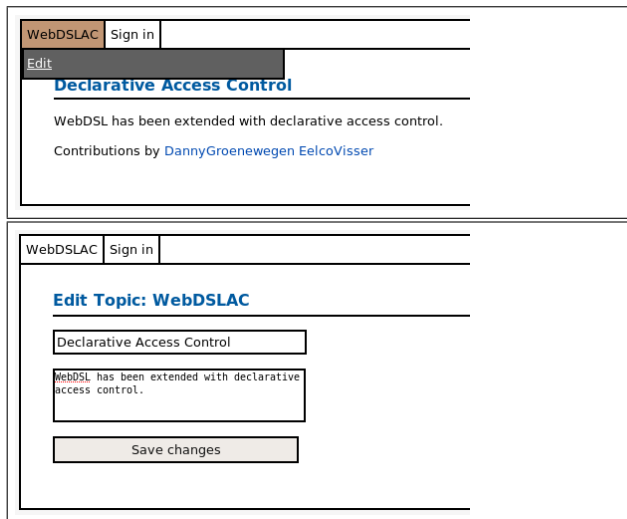 WebDSLAC Sign in
Edit
Declarative Access Control
WebDSL has been extended with declarative access control.
Contributions by DannyGroenewegen EelcoVisser
WebDSLAC Sign in
Edit Topic: WebDSLAC
Declarative Access Control
WebDSL has been extended with declarative
access control.
Save changes